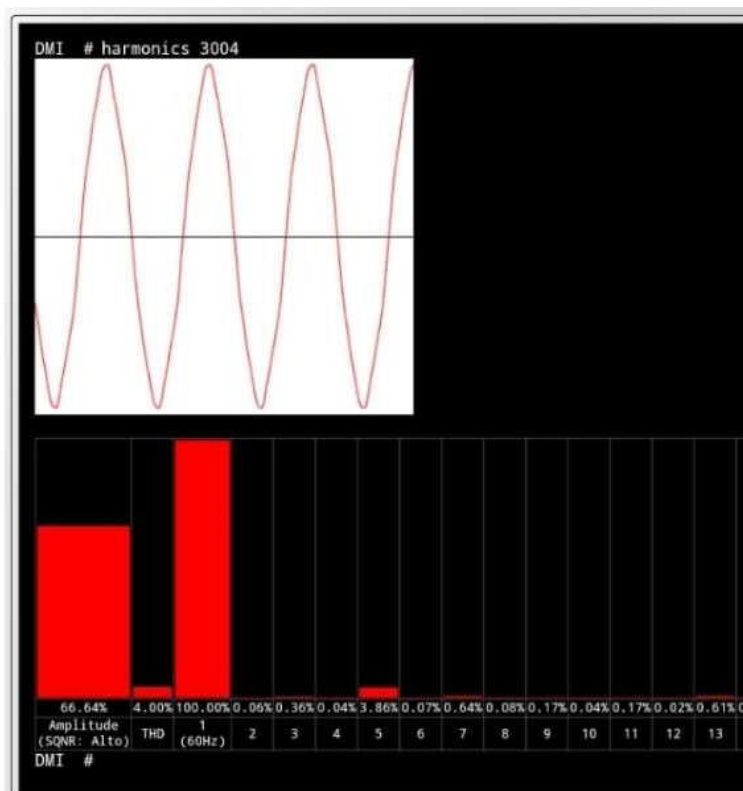 DMI # harmonics 3004
66.64% 4.00% 100.00% 0.06% 0.36% 0.04% 3.86% 0.07% 0.64% 0.08% 0.17% 0.04% 0.17% 0.02% 0.61%
Amplitude (SQNR: Alto) THD 1 (60Hz) 2 3 4 5 6 7 8 9 10 11 12 13
DMI #